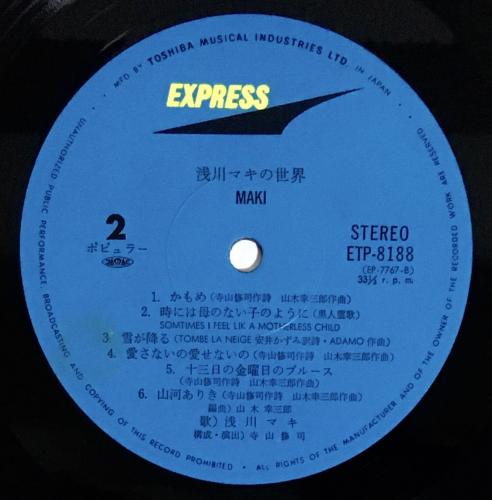 MFD BY TOSHIBA MUSICAL INDUSTRIES LTD. IN JAPAN
EXPRESS
浅川マキの世界
MAKI
2
ポピュラー
STEREO
ETP-8188
(EP-7767-B)
33⅓ r. p. m.
1. かもめ (寺山修司作詩 山木幸三郎作曲)
2. 時には母のない子のように (黒人霊歌)
SOMTIMES I FEEL LIK A MOTHERLESS CHILD
3. 雪が降る (TOMBE LA NEIGE 安井かずみ訳詩・ADAMO 作曲)
4. 愛さないの愛せないの (寺山修司作詩 山木幸三郎作曲)
5. 十三日の金曜日のブルース
(寺山修司作詩 山木幸三郎作曲)
6. 山河ありき (寺山修司作詩 山木幸三郎作曲)
編曲) 山木幸三郎
歌) 浅川マキ
構成・演出) 寺山修司
UNAUTHORIZED PUBLIC PERFORMANCE, BROADCASTING AND COPYING OF THIS RECORD PROHIBITED • ALL RIGHTS OF THE MANUFACTURER AND OF THE OWNER OF THE RECORDED WORK ARE RESERVED